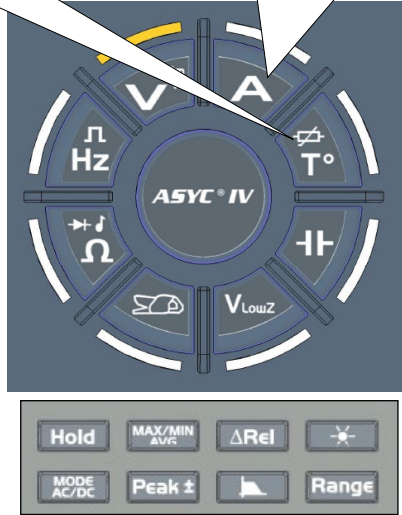 V
A
Hz
T°
ASYC® IV
Ω
VLowZ
Hold
MAX/MIN
AVG
ΔRel
MODE
AC/DC
Peak ±
Range